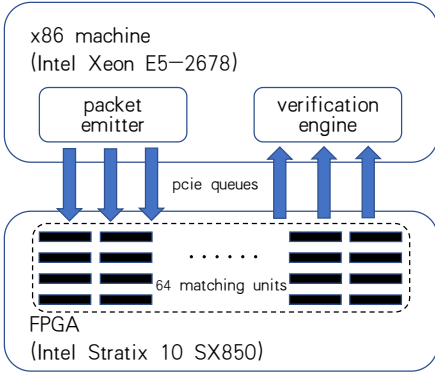 x86 machine
(Intel Xeon E5-2678)
packet
emitter
verification
engine
pcie queues
......
64 matching units
FPGA
(Intel Stratix 10 SX850)